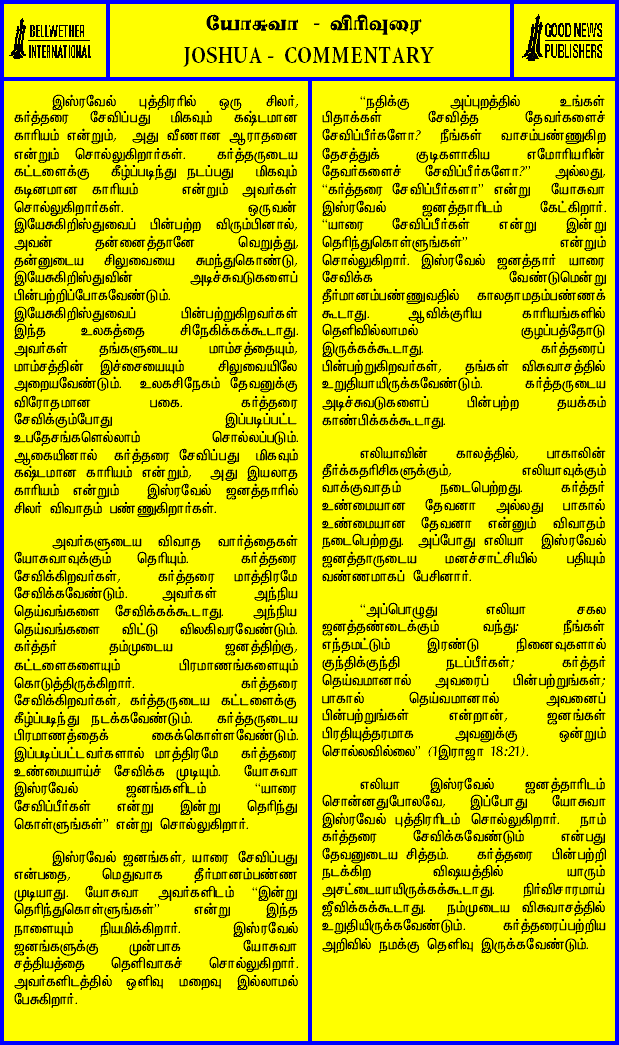 BELLWETHER
INTERNATIONAL
யோசுவா - விரிவுரை
JOSHUA - COMMENTARY
GOOD NEWS
PUBLISHERS
இஸ்ரவேல் புத்திரரில் ஒரு சிலர்,
கர்த்தரை சேவிப்பது மிகவும் கஷ்டமான
காரியம் என்றும், அது வீணான ஆராதனை
என்றும் சொல்லுகிறார்கள். கர்த்தருடைய
கட்டளைக்கு கீழ்ப்படிந்து நடப்பது மிகவும்
கடினமான காரியம் என்றும் அவர்கள்
சொல்லுகிறார்கள். ஒருவன்
இயேசுகிறிஸ்துவைப் பின்பற்ற விரும்பினால்,
அவன் தன்னைத்தானே வெறுத்து,
தன்னுடைய சிலுவையை சுமந்துகொண்டு,
இயேசுகிறிஸ்துவின் அடிச்சுவடுகளைப்
பின்பற்றிப்போகவேண்டும்.
இயேசுகிறிஸ்துவைப் பின்பற்றுகிறவர்கள்
இந்த உலகத்தை சிநேகிக்கக்கூடாது.
அவர்கள் தங்களுடைய மாம்சத்தையும்,
மாம்சத்தின் இச்சையையும் சிலுவையிலே
அறையவேண்டும். உலகசிநேகம் தேவனுக்கு
விரோதமான பகை. கர்த்தரை
சேவிக்கும்போது இப்படிப்பட்ட
உபதேசங்களெல்லாம் சொல்லப்படும்.
ஆகையினால் கர்த்தரை சேவிப்பது மிகவும்
கஷ்டமான காரியம் என்றும், அது இயலாத
காரியம் என்றும் இஸ்ரவேல் ஜனத்தாரில்
சிலர் விவாதம் பண்ணுகிறார்கள்.
அவர்களுடைய விவாத வார்த்தைகள்
யோசுவாவுக்கும் தெரியும். கர்த்தரை
சேவிக்கிறவர்கள், கர்த்தரை மாத்திரமே
சேவிக்கவேண்டும். அவர்கள் அந்நிய
தெய்வங்களை சேவிக்கக்கூடாது. அந்நிய
தெய்வங்களை விட்டு விலகிவரவேண்டும்.
கர்த்தர் தம்முடைய ஜனத்திற்கு,
கட்டளைகளையும் பிரமாணங்களையும்
கொடுத்திருக்கிறார். கர்த்தரை
சேவிக்கிறவர்கள், கர்த்தருடைய கட்டளைக்கு
கீழ்ப்படிந்து நடக்கவேண்டும். கர்த்தருடைய
பிரமாணத்தைக் கைக்கொள்ளவேண்டும்.
இப்படிப்பட்டவர்களால் மாத்திரமே கர்த்தரை
உண்மையாய்ச் சேவிக்க முடியும். யோசுவா
இஸ்ரவேல் ஜனங்களிடம் “யாரை
சேவிப்பீர்கள் என்று இன்று தெரிந்து
கொள்ளுங்கள்” என்று சொல்லுகிறார்.
இஸ்ரவேல் ஜனங்கள், யாரை சேவிப்பது
என்பதை, மெதுவாக தீர்மானம்பண்ண
முடியாது. யோசுவா அவர்களிடம் “இன்று
தெரிந்துகொள்ளுங்கள்” என்று இந்த
நாளையும் நியமிக்கிறார். இஸ்ரவேல்
ஜனங்களுக்கு முன்பாக யோசுவா
சத்தியத்தை தெளிவாகச் சொல்லுகிறார்.
அவர்களிடத்தில் ஒளிவு மறைவு இல்லாமல்
பேசுகிறார்.
“நதிக்கு அப்புறத்தில் உங்கள்
பிதாக்கள் சேவித்த தேவர்களைச்
சேவிப்பீர்களோ? நீங்கள் வாசம்பண்ணுகிற
தேசத்துக் குடிகளாகிய எமோரியரின்
தேவர்களைச் சேவிப்பீர்களோ?” அல்லது,
“கர்த்தரை சேவிப்பீர்களா” என்று யோசுவா
இஸ்ரவேல் ஜனத்தாரிடம் கேட்கிறார்.
“யாரை சேவிப்பீர்கள் என்று இன்று
தெரிந்துகொள்ளுங்கள்” என்றும்
சொல்லுகிறார். இஸ்ரவேல் ஜனத்தார் யாரை
சேவிக்க வேண்டுமென்று
தீர்மானம்பண்ணுவதில் காலதாமதம்பண்ணக்
கூடாது. ஆவிக்குரிய காரியங்களில்
தெளிவில்லாமல் குழப்பத்தோடு
இருக்கக்கூடாது. கர்த்தரைப்
பின்பற்றுகிறவர்கள், தங்கள் விசுவாசத்தில்
உறுதியாயிருக்கவேண்டும். கர்த்தருடைய
அடிச்சுவடுகளைப் பின்பற்ற தயக்கம்
காண்பிக்கக்கூடாது.
எலியாவின் காலத்தில், பாகாலின்
தீர்க்கதரிசிகளுக்கும், எலியாவுக்கும்
வாக்குவாதம் நடைபெற்றது. கர்த்தர்
உண்மையான தேவனா அல்லது பாகால்
உண்மையான தேவனா என்னும் விவாதம்
நடைபெற்றது. அப்போது எலியா இஸ்ரவேல்
ஜனத்தாருடைய மனச்சாட்சியில் பதியும்
வண்ணமாகப் பேசினார்.
“அப்பொழுது எலியா சகல
ஜனத்தண்டைக்கும் வந்து: நீங்கள்
எந்தமட்டும் இரண்டு நினைவுகளால்
குந்திக்குந்தி நடப்பீர்கள்; கர்த்தர்
தெய்வமானால் அவரைப் பின்பற்றுங்கள்;
பாகால் தெய்வமானால் அவனைப்
பின்பற்றுங்கள் என்றான், ஜனங்கள்
பிரதியுத்தரமாக அவனுக்கு ஒன்றும்
சொல்லவில்லை” (1இராஜா 18:21).
எலியா இஸ்ரவேல் ஜனத்தாரிடம்
சொன்னதுபோலவே, இப்போது யோசுவா
இஸ்ரவேல் புத்திரரிடம் சொல்லுகிறார். நாம்
கர்த்தரை சேவிக்கவேண்டும் என்பது
தேவனுடைய சித்தம். கர்த்தரை பின்பற்றி
நடக்கிற விஷயத்தில் யாரும்
அசட்டையாயிருக்கக்கூடாது. நிர்விசாரமாய்
ஜீவிக்கக்கூடாது. நம்முடைய விசுவாசத்தில்
உறுதியிருக்கவேண்டும். கர்த்தரைப்பற்றிய
அறிவில் நமக்கு தெளிவு இருக்கவேண்டும்.